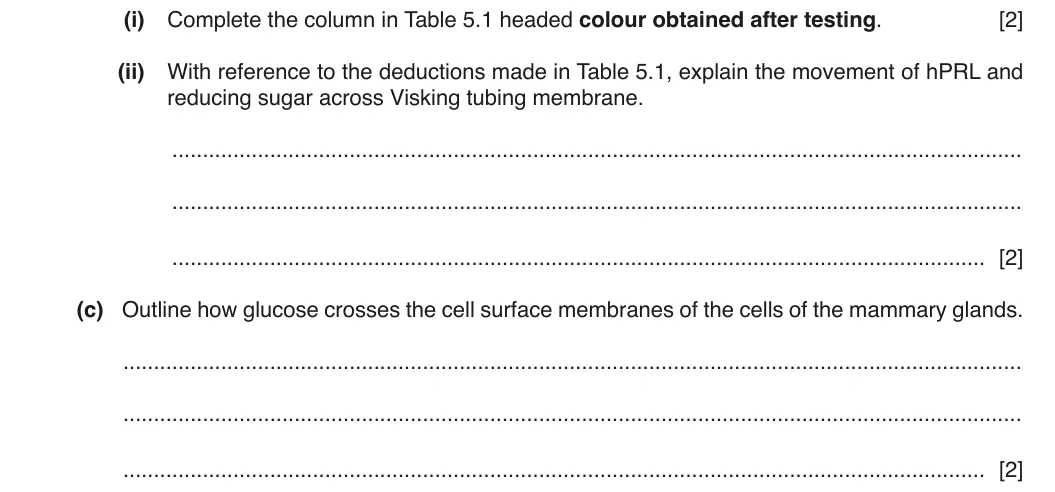 (i) Complete the column in Table 5.1 headed colour obtained after testing. [2]
(ii) With reference to the deductions made in Table 5.1, explain the movement of hPRL and
reducing sugar across Visking tubing membrane.
..........................................................................................................................................
..........................................................................................................................................
.................................................................................................................................... [2]
(c) Outline how glucose crosses the cell surface membranes of the cells of the mammary glands.
..................................................................................................................................................
..................................................................................................................................................
............................................................................................................................................ [2]